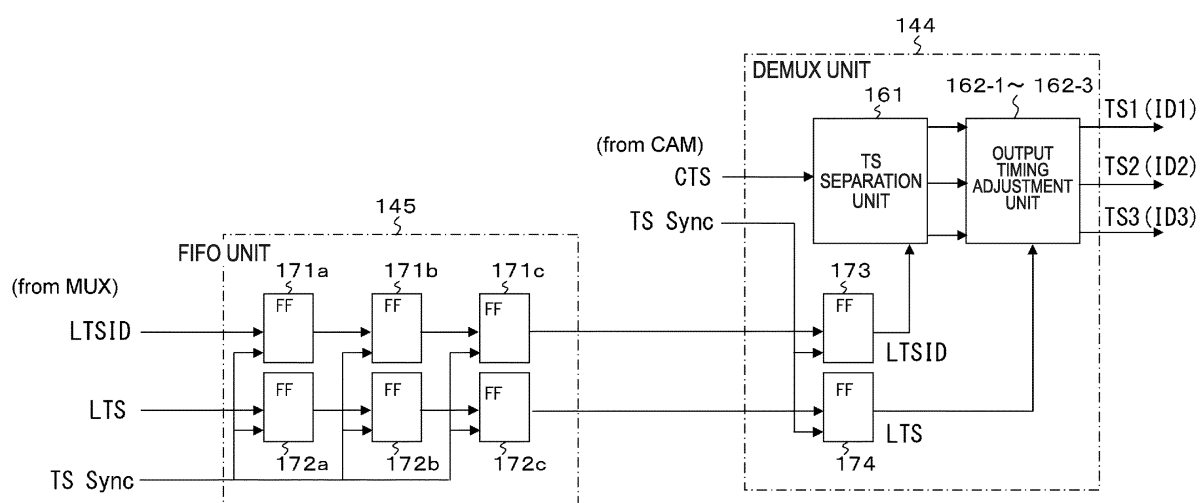 144
DEMUX UNIT
161
162-1～ 162-3
TS1(ID1)
(from CAM)
CTS
TS
SEPARATION
UNIT
OUTPUT
TIMING
ADJUSTMENT
UNIT
TS2(ID2)
TS Sync
TS3(ID3)
145
FIFO UNIT
(from MUX)
171a
171b
171c
173
FF
FF
FF
FF
LTSID
LTSID
FF
FF
FF
FF
LTS
LTS
172a
172b
172c
174
TS Sync